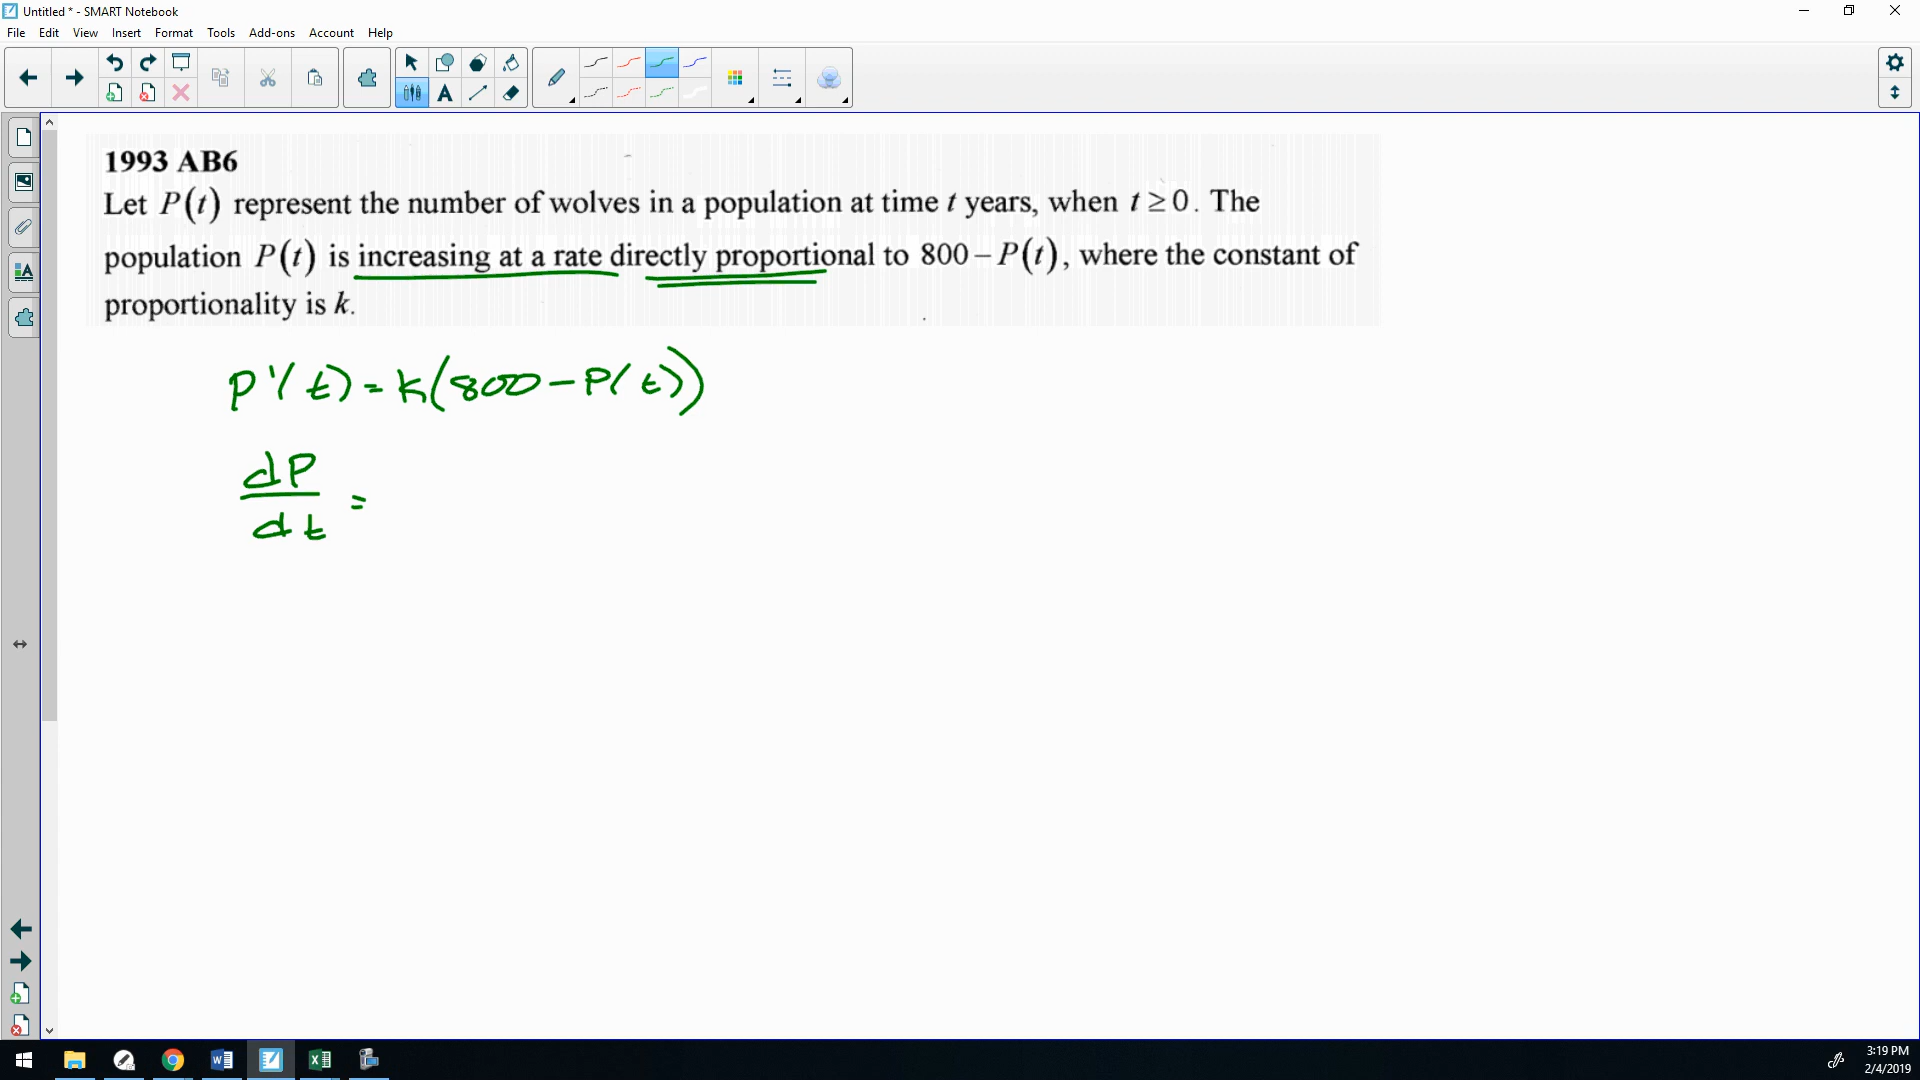 Untitled * - SMART Notebook
File Edit View Insert Format Tools Add-ons Account Help
1993 AB6
Let P(t) represent the number of wolves in a population at time t years, when t ≥ 0. The
population P(t) is increasing at a rate directly proportional to 800 – P(t), where the constant of
proportionality is k.
P'(t) = k(800 – P(t))
dP
dt =
3:19 PM
2/4/2019